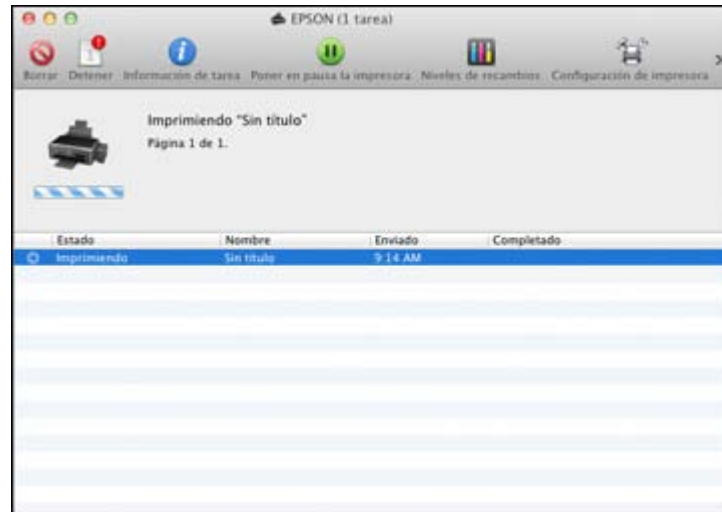 EPSON (1 tarea)
Borrar Detener Información de tarea Poner en pausa la impresora Niveles de recambios Configuración de impresora
Imprimiendo "Sin título"
Página 1 de 1.
Estado Nombre Enviado Completado
Imprimiendo Sin título 9:14 AM